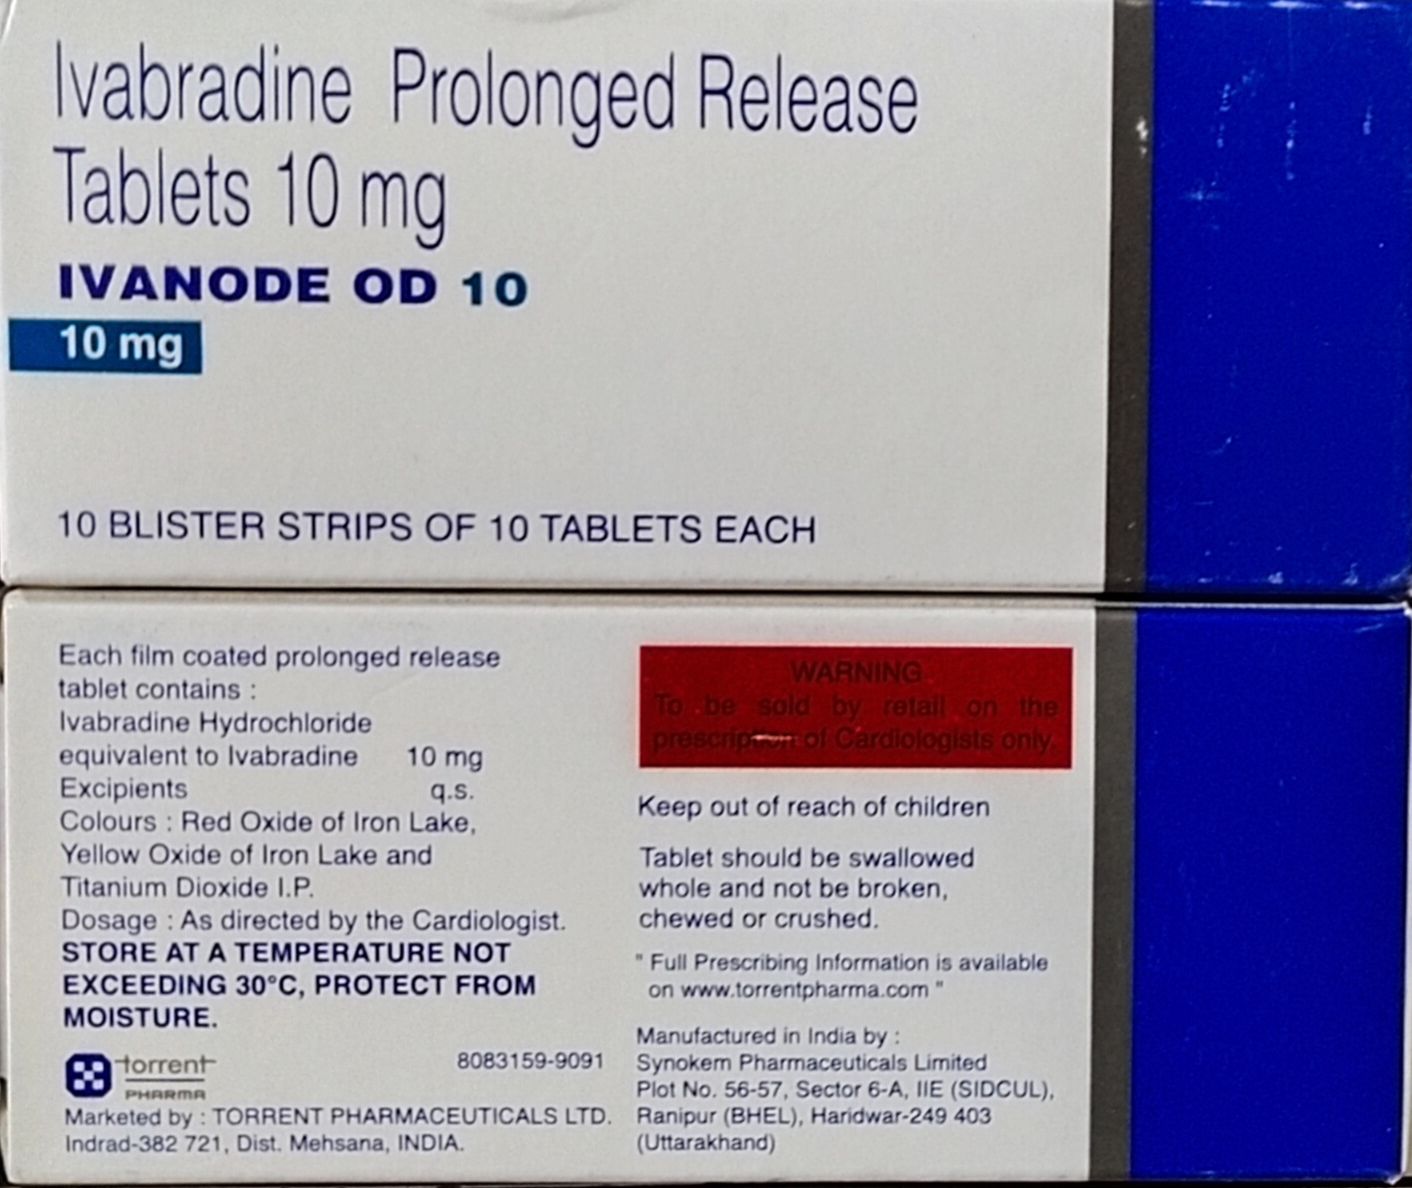 Ivabradine Prolonged Release
Tablets 10 mg
IVANODE OD 10
10 mg
10 BLISTER STRIPS OF 10 TABLETS EACH
Each film coated prolonged release
tablet contains :
Ivabradine Hydrochloride
equivalent to Ivabradine 10 mg
Excipients q.s.
Colours : Red Oxide of Iron Lake,
Yellow Oxide of Iron Lake and
Titanium Dioxide I.P.
Dosage : As directed by the Cardiologist.
STORE AT A TEMPERATURE NOT
EXCEEDING 30°C, PROTECT FROM
MOISTURE.
torrent
PHARMA
8083159-9091
Marketed by : TORRENT PHARMACEUTICALS LTD.
Indrad-382 721, Dist. Mehsana, INDIA.
WARNING
To be sold by retail on the
prescription of Cardiologists only.
Keep out of reach of children
Tablet should be swallowed
whole and not be broken,
chewed or crushed.
" Full Prescribing Information is available
on www.torrentpharma.com "
Manufactured in India by :
Synokem Pharmaceuticals Limited
Plot No. 56-57, Sector 6-A, IIE (SIDCUL),
Ranipur (BHEL), Haridwar-249 403
(Uttarakhand)